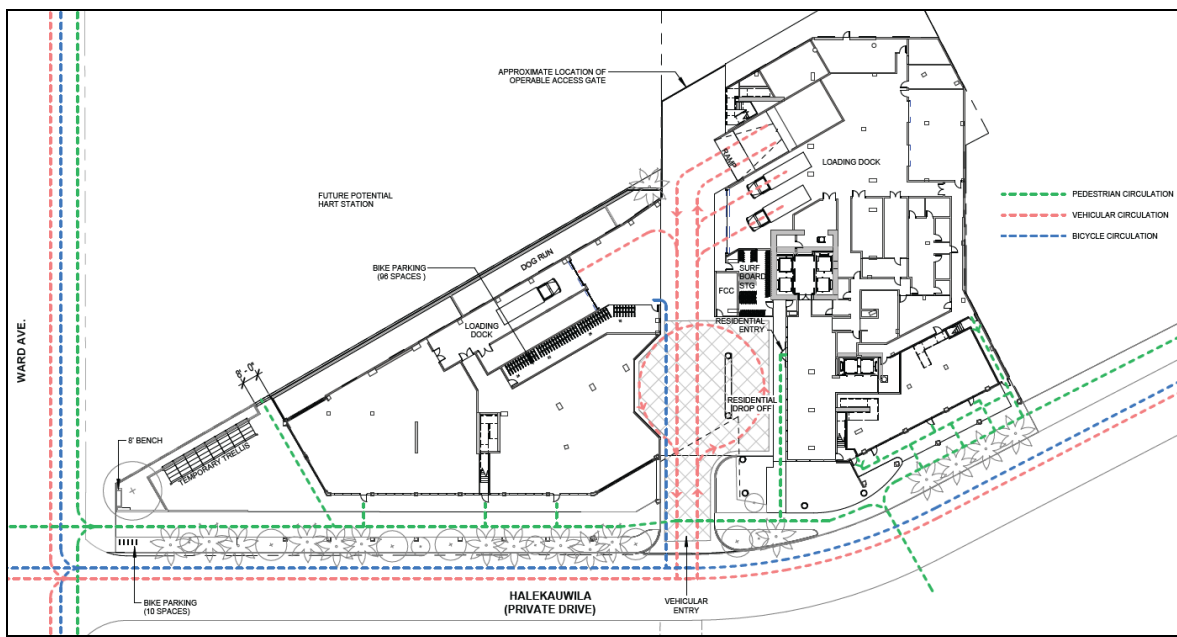 APPROXIMATE LOCATION OF
OPERABLE ACCESS GATE
RAMP
LOADING DOCK
FUTURE POTENTIAL
HART STATION
PEDESTRIAN CIRCULATION
VEHICULAR CIRCULATION
BICYCLE CIRCULATION
DOG RUN
BIKE PARKING
(96 SPACES )
SURF
BOARD
STG
FCC
RESIDENTIAL
ENTRY
LOADING
DOCK
WARD AVE.
8' - 0"
RESIDENTIAL
DROP OFF
8' BENCH
TEMPORARY TRELLIS
HALEKAUWILA
(PRIVATE DRIVE)
BIKE PARKING
(10 SPACES)
VEHICULAR
ENTRY